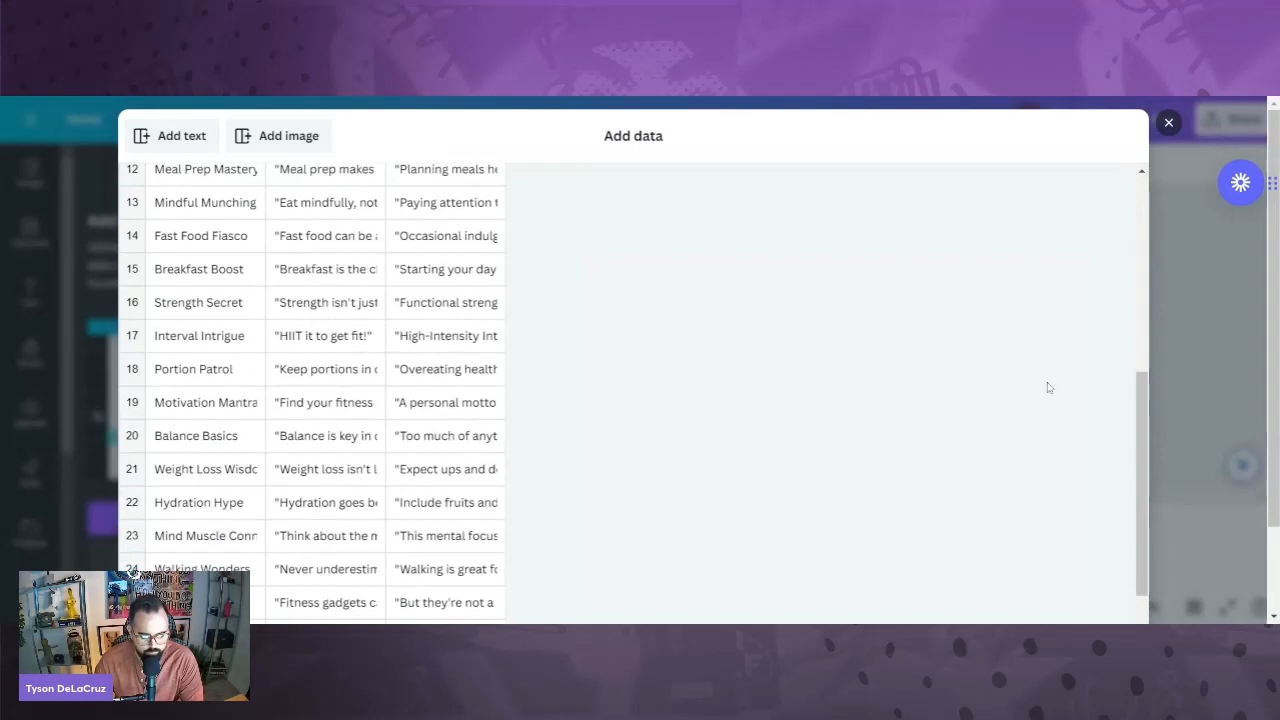 Add text Add image Add data
12 Meal Prep Mastery "Meal prep makes "Planning meals he
13 Mindful Munching "Eat mindfully, not "Paying attention t
14 Fast Food Fiasco "Fast food can be a "Occasional indulg
15 Breakfast Boost "Breakfast is the c "Starting your day
16 Strength Secret "Strength isn't just "Functional streng
17 Interval Intrigue "HIIT it to get fit!" "High-Intensity Int
18 Portion Patrol "Keep portions in c "Overeating health
19 Motivation Mantra "Find your fitness "A personal motto
20 Balance Basics "Balance is key in c "Too much of anyt
21 Weight Loss Wisdc "Weight loss isn't l "Expect ups and d
22 Hydration Hype "Hydration goes be "Include fruits and
23 Mind Muscle Conn "Think about the m "This mental focus
24 Walking Wonders "Never underestim "Walking is great fo
"Fitness gadgets c "But they're not a
Tyson DeLaCruz